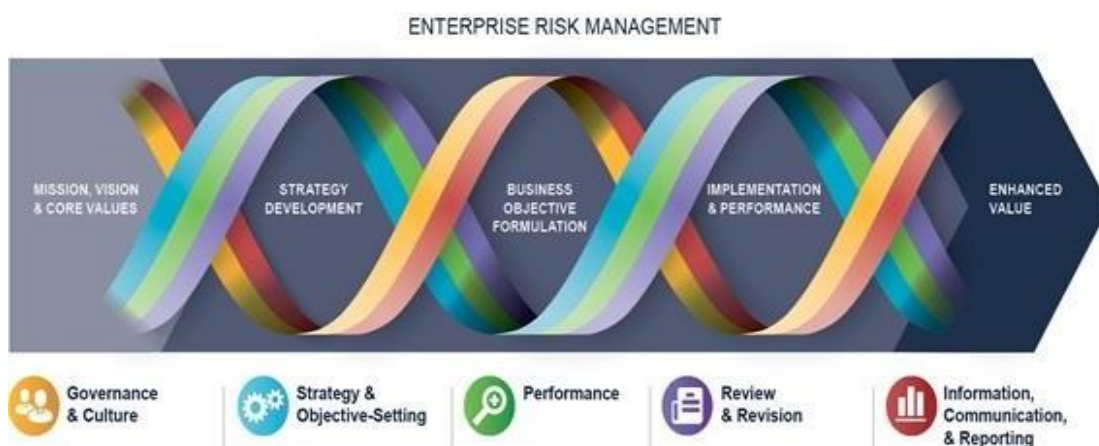 ENTERPRISE RISK MANAGEMENT
MISSION, VISION
& CORE VALUES
STRATEGY
DEVELOPMENT
BUSINESS
OBJECTIVE
FORMULATION
IMPLEMENTATION
& PERFORMANCE
ENHANCED
VALUE
Governance
& Culture
Strategy &
Objective-Setting
Performance
Review
& Revision
Information,
Communication,
& Reporting